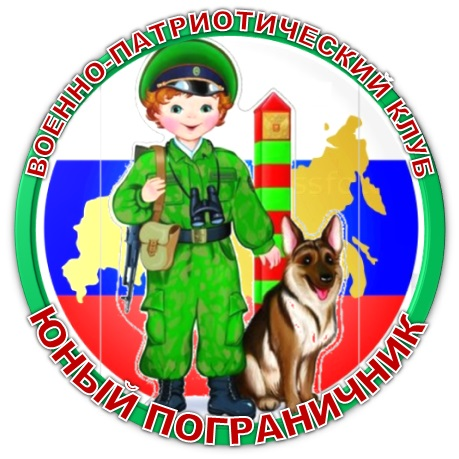 ВОЕННО-ПАТРИОТИЧЕСКИЙ КЛУБ
ЮНЫЙ ПОГРАНИЧНИК